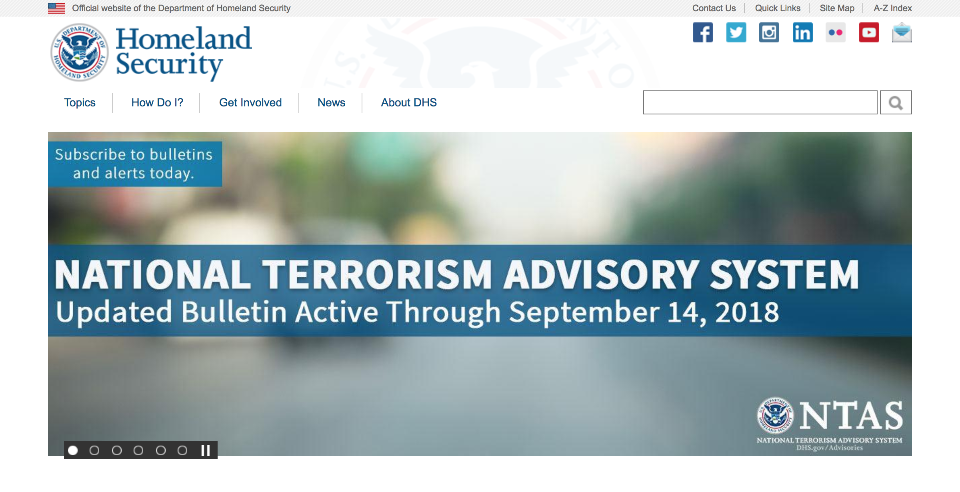 Official website of the Department of Homeland Security
Contact Us
Quick Links
Site Map
A-Z Index
U.S. DEPARTMENT OF
HOMELAND SECURITY
Homeland
Security
Topics
How Do I?
Get Involved
News
About DHS
Subscribe to bulletins
and alerts today.
NATIONAL TERRORISM ADVISORY SYSTEM
Updated Bulletin Active Through September 14, 2018
NTAS
NATIONAL TERRORISM ADVISORY SYSTEM
DHS.gov/Advisories